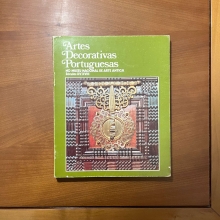 Artes
Decorativas
Portuguesas
NO MUSEU NACIONAL DE ARTE ANTIGA